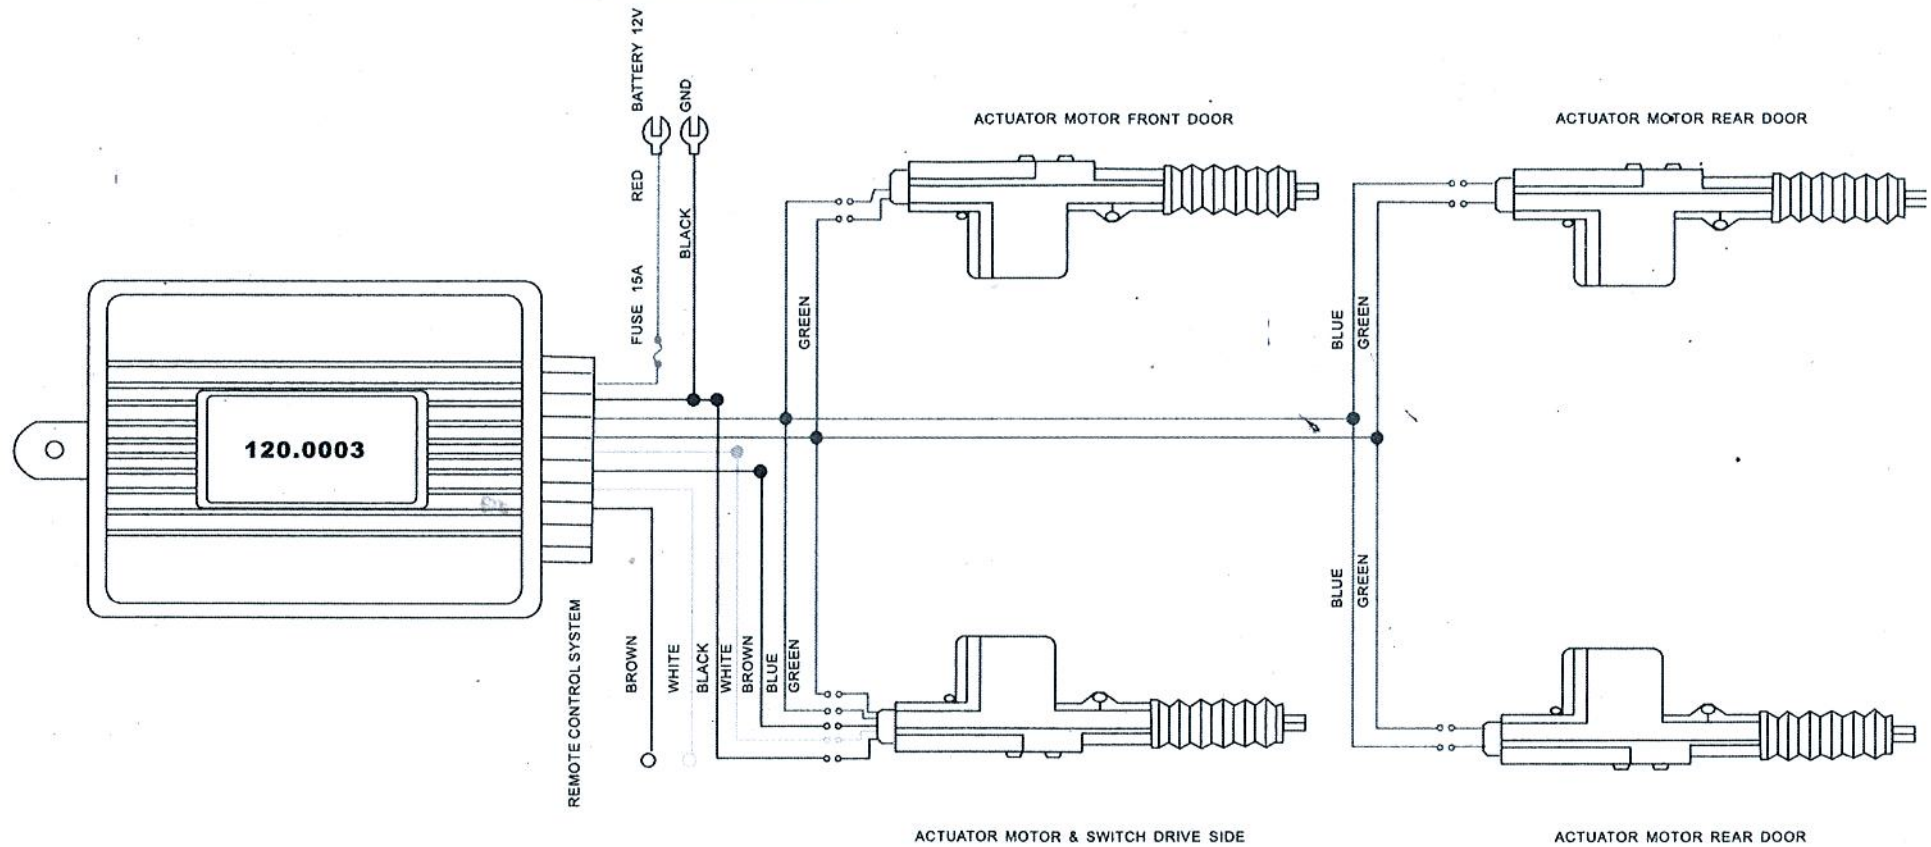 BATTERY 12V
GND
RED
BLACK
FUSE 15A
ACTUATOR MOTOR FRONT DOOR
ACTUATOR MOTOR REAR DOOR
GREEN
BLUE
GREEN
120.0003
REMOTE CONTROL SYSTEM
BROWN
WHITE
BLACK
WHITE
BROWN
BLUE
GREEN
BLUE
GREEN
ACTUATOR MOTOR & SWITCH DRIVE SIDE
ACTUATOR MOTOR REAR DOOR